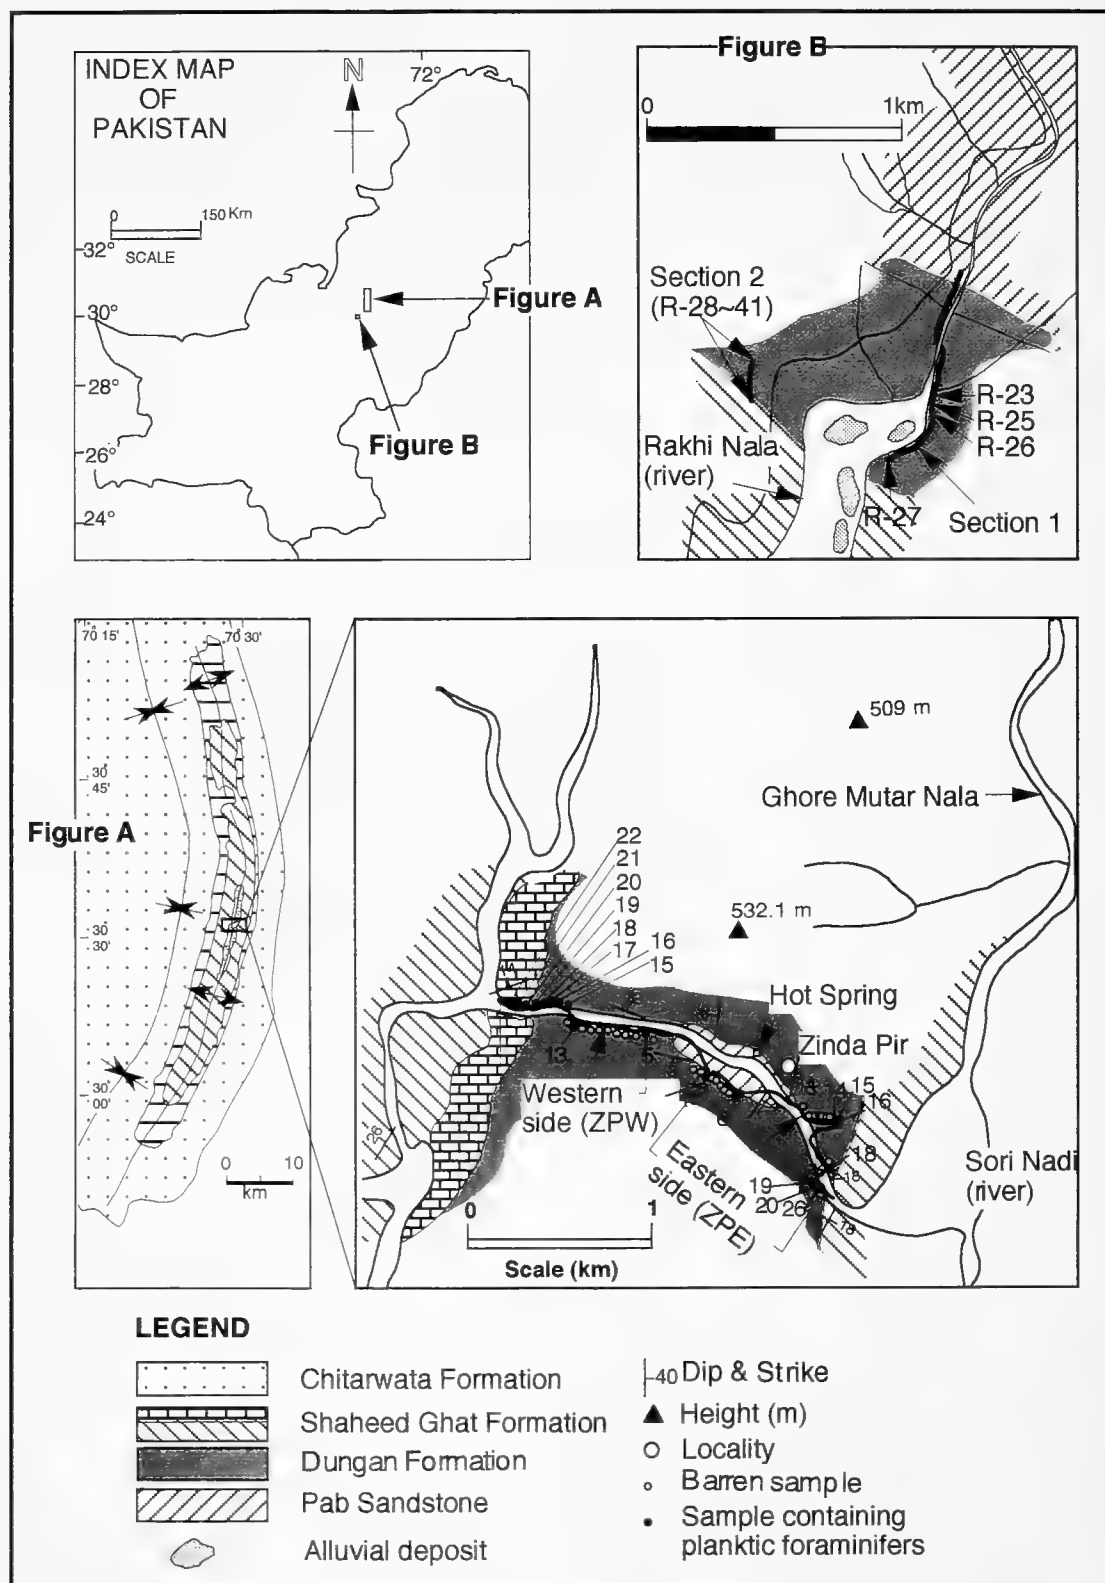 INDEX MAP
OF
PAKISTAN
N
72°
0 150 Km
SCALE
32°
30°
28°
26°
24°
Figure A
Figure B
Figure B
0 1km
Section 2
(R-28~41)
R-23
R-25
R-26
R-27
Rakhi Nala
(river)
Section 1
70 15' 70 30'
30
45'
Figure A
30
30'
30
00'
0 10
km
509 m
Ghore Mutar Nala
532.1 m
22
21
20
19
18
17
16
15
13
Hot Spring
Zinda Pir
Western
side (ZPW)
Eastern
side (ZPE)
15
16
18
18
19
20
26
18
26
Sori Nadi
(river)
0 1
Scale (km)
LEGEND
Chitarwata Formation
Shaheed Ghat Formation
Dungan Formation
Pab Sandstone
Alluvial deposit
40 Dip & Strike
Height (m)
Locality
Barren sample
Sample containing
planktic foraminifers